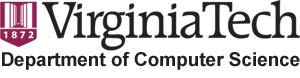 1872
VirginiaTech
Department of Computer Science